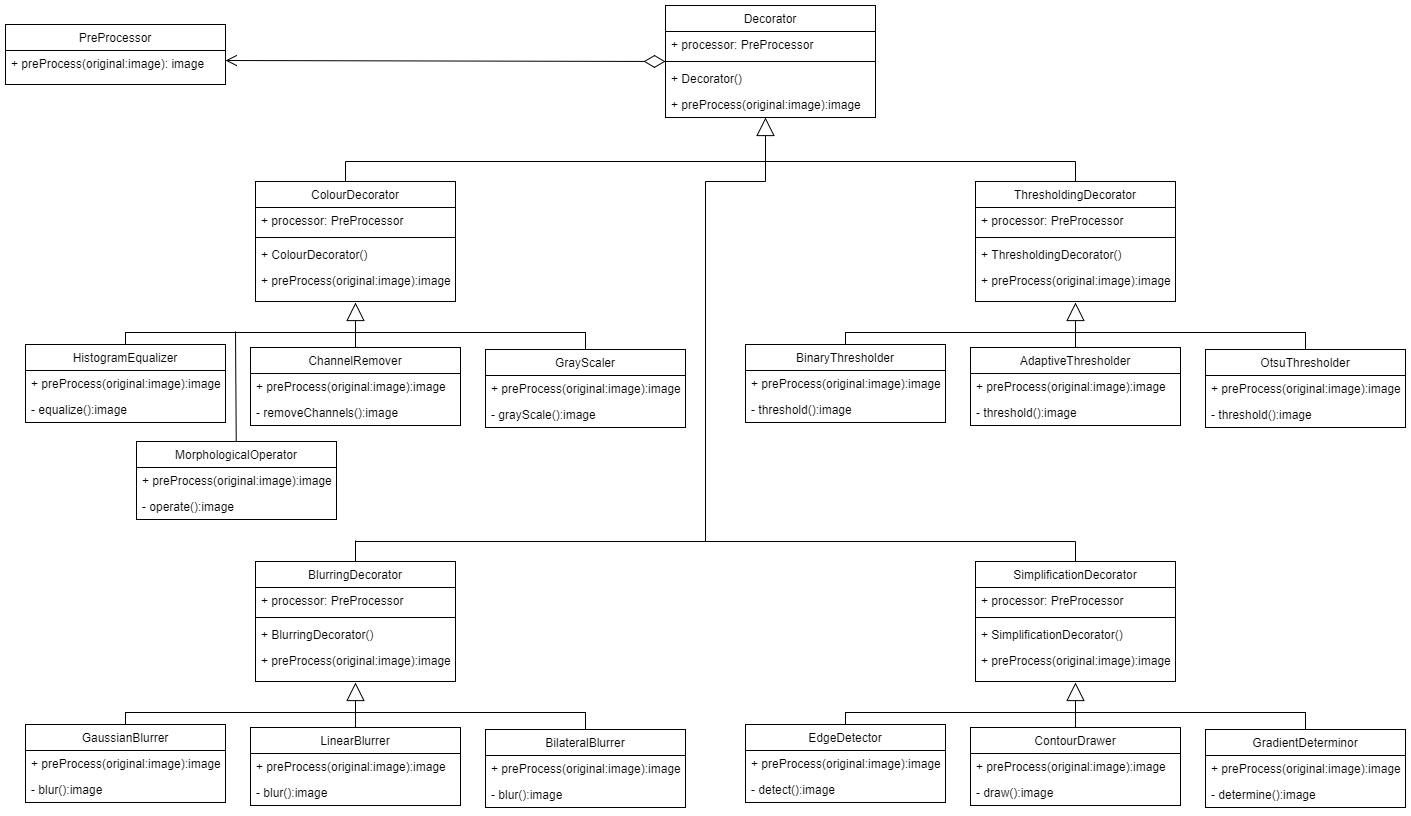 PreProcessor
+ preProcess(original:image): image
Decorator
+ processor: PreProcessor
+ Decorator()
+ preProcess(original:image):image
ColourDecorator
+ processor: PreProcessor
+ ColourDecorator()
+ preProcess(original:image):image
ThresholdingDecorator
+ processor: PreProcessor
+ ThresholdingDecorator()
+ preProcess(original:image):image
HistogramEqualizer
+ preProcess(original:image):image
- equalize():image
ChannelRemover
+ preProcess(original:image):image
- removeChannels():image
GrayScaler
+ preProcess(original:image):image
- grayScale():image
BinaryThresholder
+ preProcess(original:image):image
- threshold():image
AdaptiveThresholder
+ preProcess(original:image):image
- threshold():image
OtsuThresholder
+ preProcess(original:image):image
- threshold():image
MorphologicalOperator
+ preProcess(original:image):image
- operate():image
BlurringDecorator
+ processor: PreProcessor
+ BlurringDecorator()
+ preProcess(original:image):image
SimplificationDecorator
+ processor: PreProcessor
+ SimplificationDecorator()
+ preProcess(original:image):image
GaussianBlurrer
+ preProcess(original:image):image
- blur():image
LinearBlurrer
+ preProcess(original:image):image
- blur():image
BilateralBlurrer
+ preProcess(original:image):image
- blur():image
EdgeDetector
+ preProcess(original:image):image
- detect():image
ContourDrawer
+ preProcess(original:image):image
- draw():image
GradientDeterminor
+ preProcess(original:image):image
- determine():image